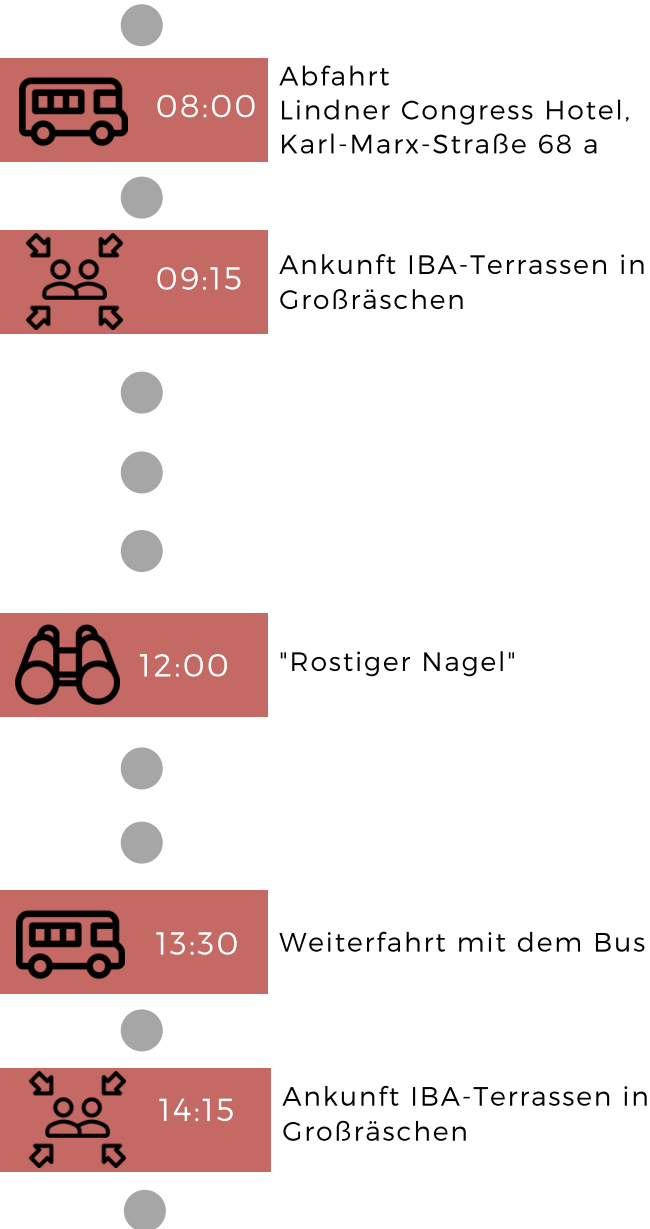 08:00
Abfahrt
Lindner Congress Hotel,
Karl-Marx-Straße 68 a
09:15
Ankunft IBA-Terrassen in
Großräschen
12:00
"Rostiger Nagel"
13:30
Weiterfahrt mit dem Bus
14:15
Ankunft IBA-Terrassen in
Großräschen